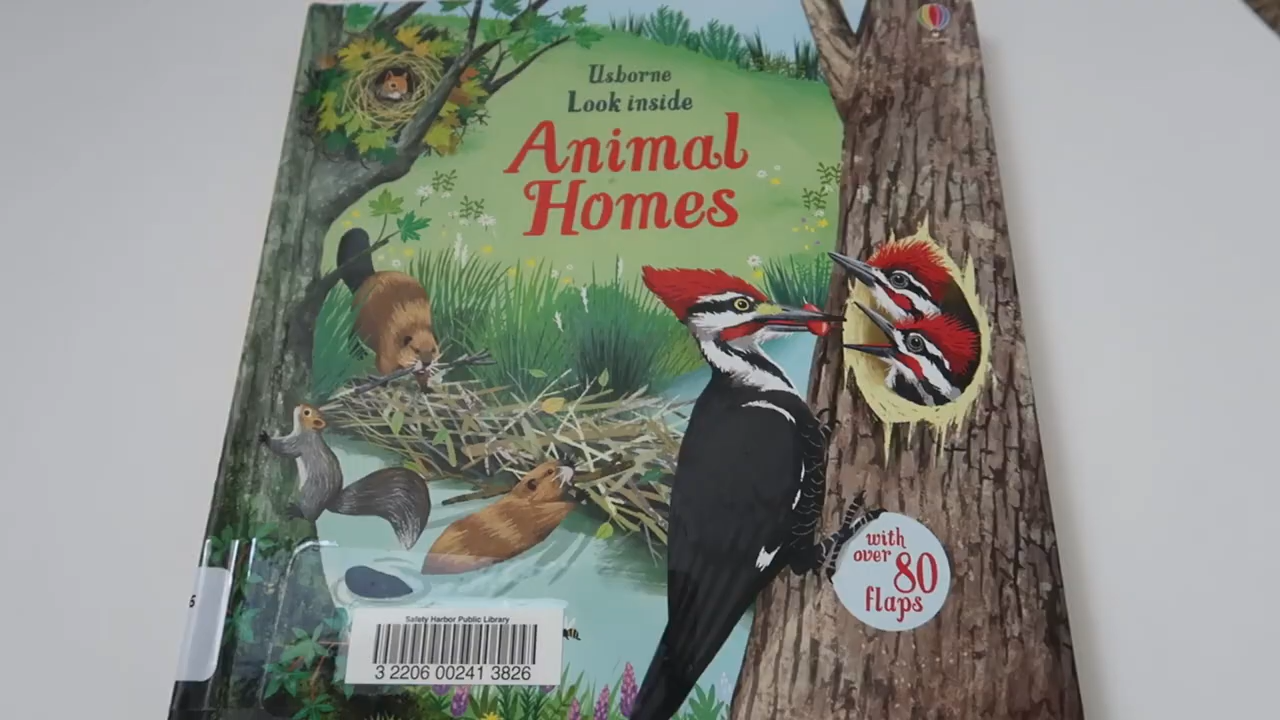 Usborne
Look inside
Animal
Homes
with
over 80
flaps
Safety Harbor Public Library
3 2206 00241 3826